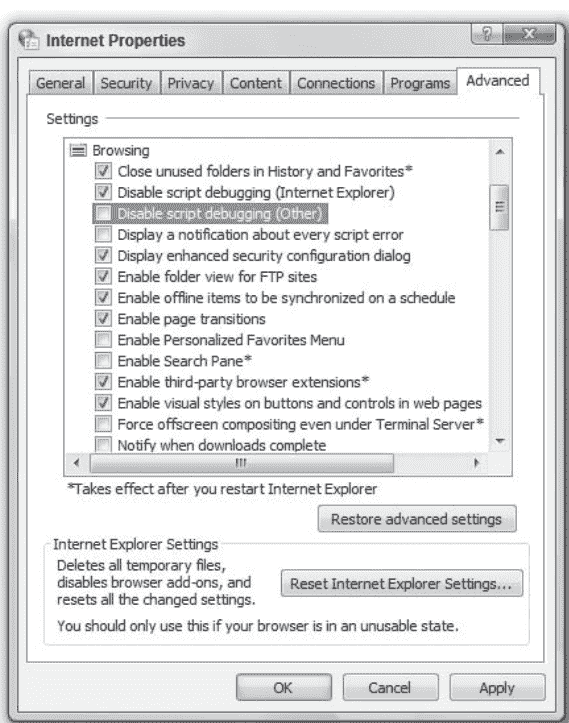 Internet Properties
General Security Privacy Content Connections Programs Advanced
Settings
Browsing
Close unused folders in History and Favorites*
Disable script debugging (Internet Explorer)
Disable script debugging (Other)
Display a notification about every script error
Display enhanced security configuration dialog
Enable folder view for FTP sites
Enable offline items to be synchronized on a schedule
Enable page transitions
Enable Personalized Favorites Menu
Enable Search Pane*
Enable third-party browser extensions*
Enable visual styles on buttons and controls in web pages
Force offscreen compositing even under Terminal Server*
Notify when downloads complete
*Takes effect after you restart Internet Explorer
Restore advanced settings
Internet Explorer Settings
Deletes all temporary files,
disables browser add-ons, and
resets all the changed settings.
Reset Internet Explorer Settings...
You should only use this if your browser is in an unusable state.
OK Cancel Apply